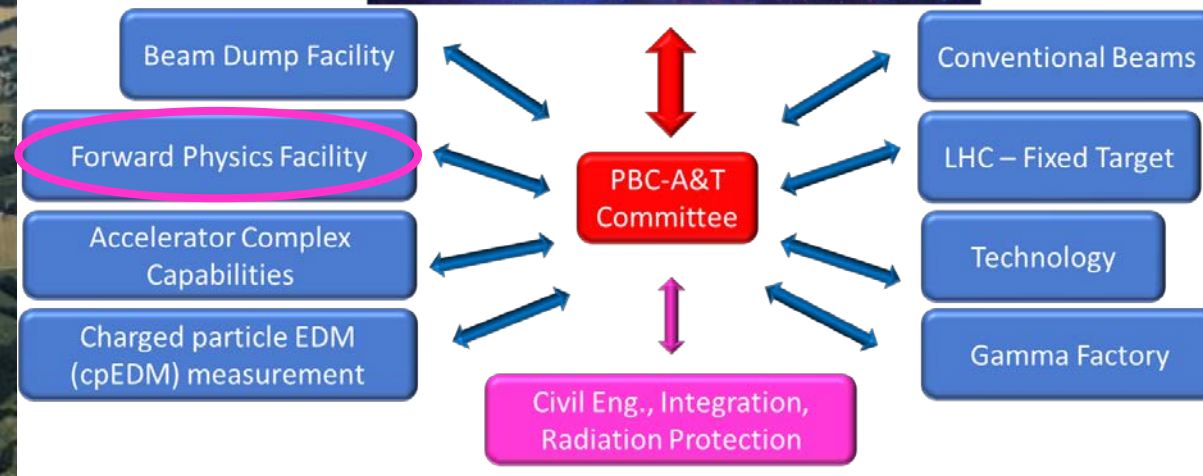 Beam Dump Facility
Forward Physics Facility
Accelerator Complex
Capabilities
Charged particle EDM
(cpEDM) measurement
PBC-A&T
Committee
Civil Eng., Integration,
Radiation Protection
Conventional Beams
LHC – Fixed Target
Technology
Gamma Factory